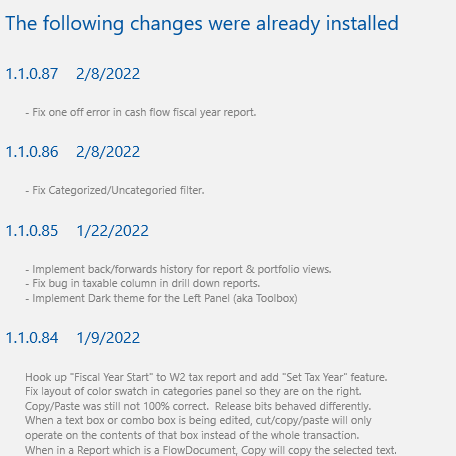 The following changes were already installed
1.1.0.87 2/8/2022
- Fix one off error in cash flow fiscal year report.
1.1.0.86 2/8/2022
- Fix Categorized/Uncategoried filter.
1.1.0.85 1/22/2022
- Implement back/forwards history for report & portfolio views.
- Fix bug in taxable column in drill down reports.
- Implement Dark theme for the Left Panel (aka Toolbox)
1.1.0.84 1/9/2022
Hook up "Fiscal Year Start" to W2 tax report and add "Set Tax Year" feature.
Fix layout of color swatch in categories panel so they are on the right.
Copy/Paste was still not 100% correct. Release bits behaved differently.
When a text box or combo box is being edited, cut/copy/paste will only
operate on the contents of that box instead of the whole transaction.
When in a Report which is a FlowDocument, Copy will copy the selected text.